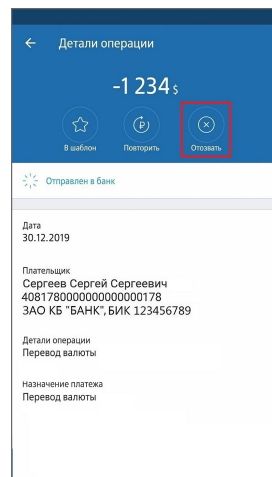 Детали операции
-1 234 $
В шаблон Повторить Отозвать
Отправлен в банк
Дата
30.12.2019
Плательщик
Сергеев Сергей Сергеевич
4081780000000000000178
ЗАО КБ "БАНК", БИК 123456789
Детали операции
Перевод валюты
Назначение платежа
Перевод валюты